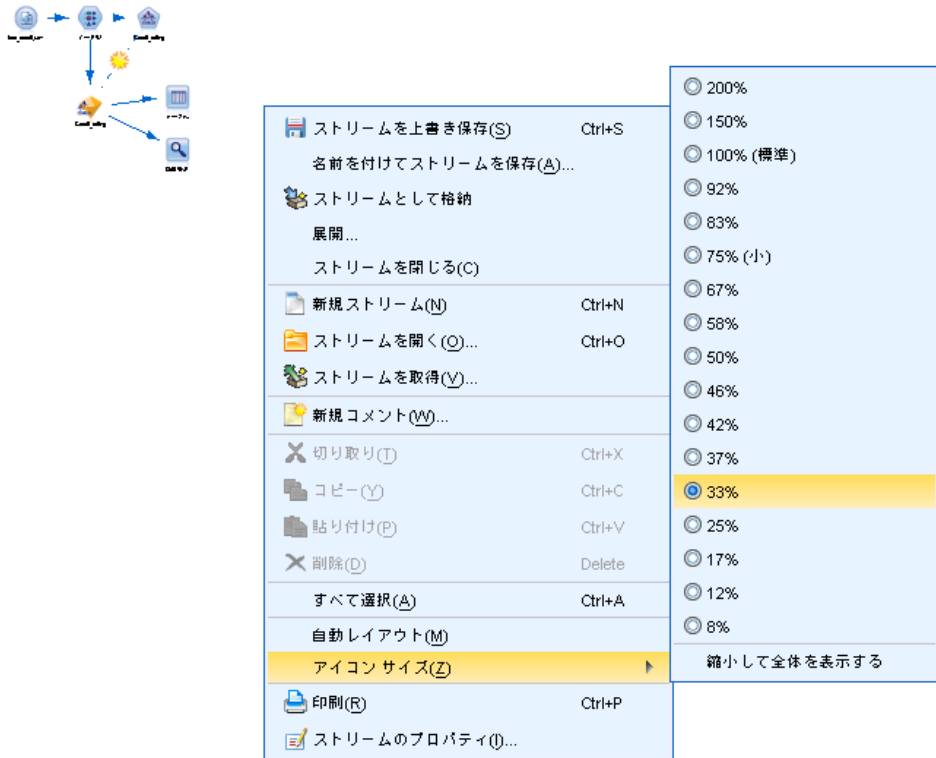 ストリームを上書き保存(S) Ctrl+S
名前を付けてストリームを保存(A)...
ストリームとして格納
展開...
ストリームを閉じる(C)
新規ストリーム(N) Ctrl+N
ストリームを開く(O)... Ctrl+O
ストリームを取得(V)...
新規コメント(W)...
切り取り(T) Ctrl+X
コピー(Y) Ctrl+C
貼り付け(P) Ctrl+V
削除(D) Delete
すべて選択(A) Ctrl+A
自動レイアウト(M)
アイコン サイズ(Z)
印刷(R) Ctrl+P
ストリームのプロパティ(I)...
200%
150%
100% (標準)
92%
83%
75% (小)
67%
58%
50%
46%
42%
37%
33%
25%
17%
12%
8%
縮小して全体を表示する